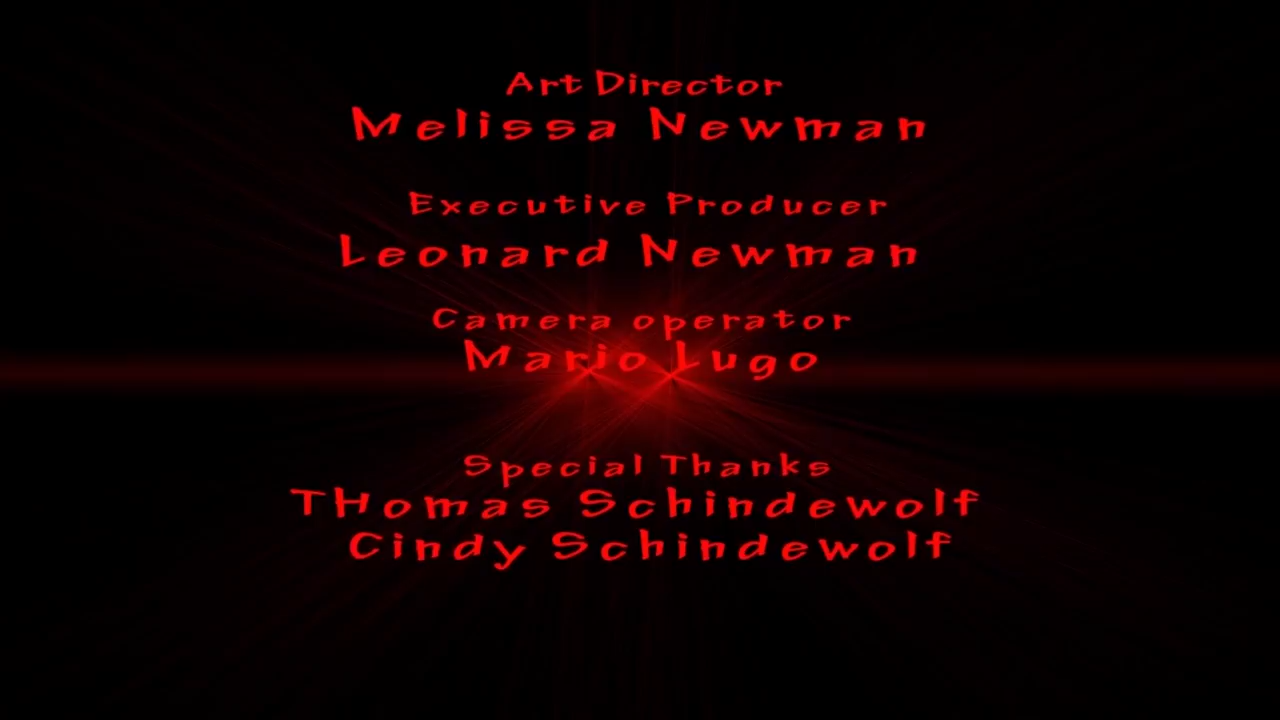 Art Director
Melissa Newman
Executive Producer
Leonard Newman
Camera operator
Mario Lugo
Special Thanks
THomas Schindewolf
Cindy Schindewolf